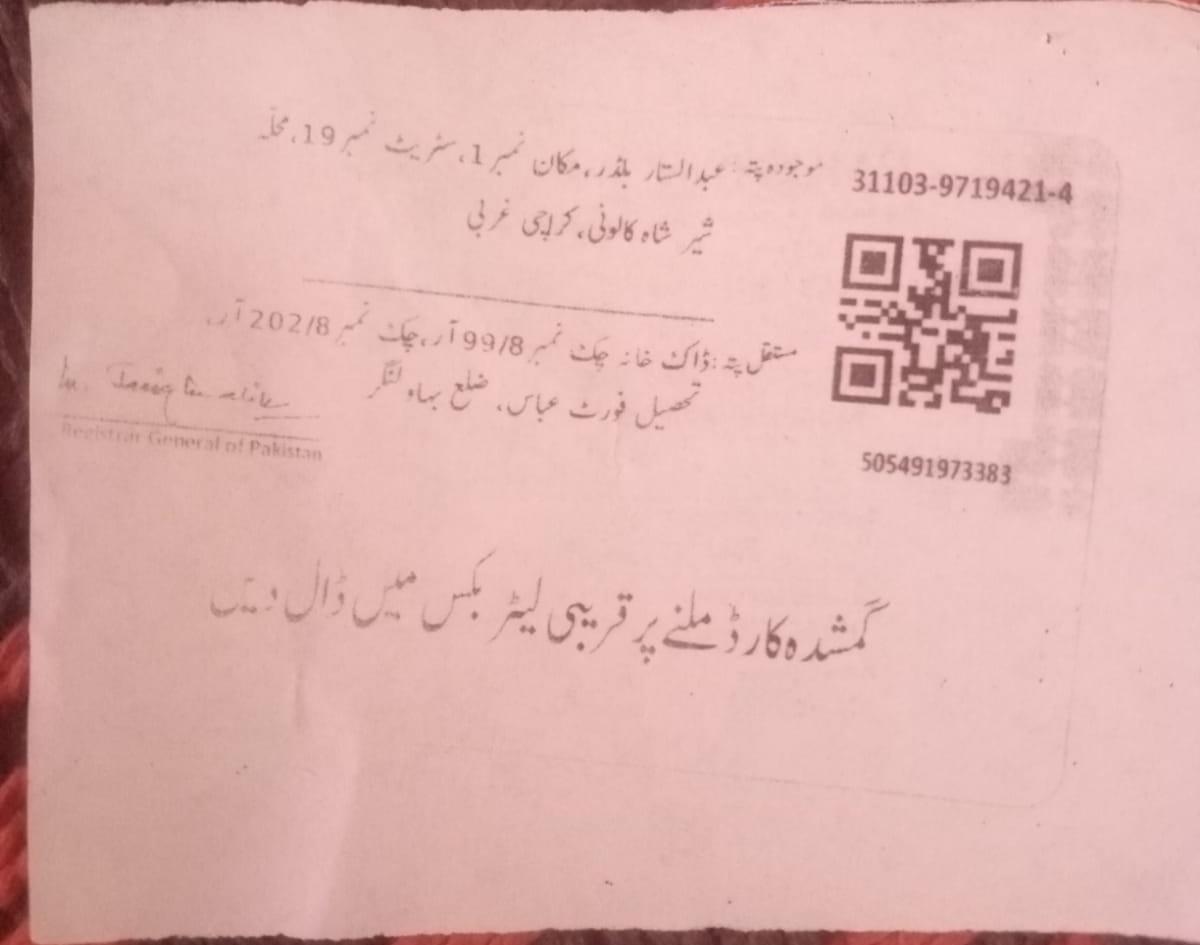 31103-9719421-4
موجودہ پتہ: عبدالستار بلڈر، مکان نمبر 1، سٹریٹ نمبر 19، محلہ
شیر شاہ کالونی، کراچی غربی
مستقل پتہ: ڈاک خانہ چک نمبر 99/8 آر، چک نمبر 202/8 آر،
تحصیل فورٹ عباس، ضلع بہاولنگر
Registrar General of Pakistan
505491973383
گمشدہ کارڈ ملنے پر قریبی لیٹر بکس میں ڈال دیں